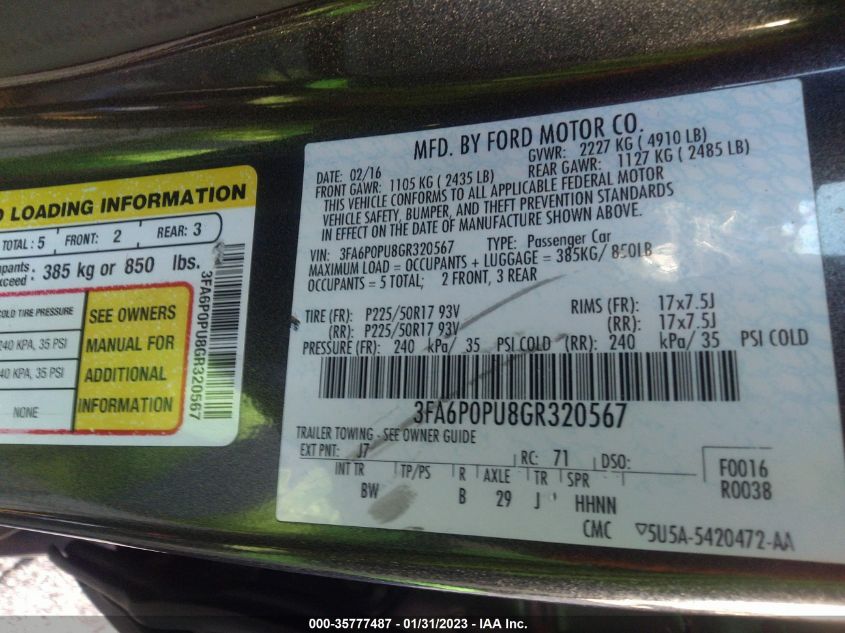 D LOADING INFORMATION
TOTAL: 5 FRONT: 2 REAR: 3
385 kg or 850 lbs.
COLD TIRE PRESSURE
240 KPA, 35 PSI
240 KPA, 35 PSI
NONE
SEE OWNERS
MANUAL FOR
ADDITIONAL
INFORMATION
3FA6P0PU8GR320567
MFD. BY FORD MOTOR CO.
DATE: 02/16 GVWR: 2227 KG ( 4910 LB)
FRONT GAWR: 1105 KG ( 2435 LB) REAR GAWR: 1127 KG ( 2485 LB)
THIS VEHICLE CONFORMS TO ALL APPLICABLE FEDERAL MOTOR
VEHICLE SAFETY, BUMPER, AND THEFT PREVENTION STANDARDS
IN EFFECT ON THE DATE OF MANUFACTURE SHOWN ABOVE.
VIN: 3FA6P0PU8GR320567 TYPE: Passenger Car
MAXIMUM LOAD = OCCUPANTS + LUGGAGE = 385KG/ 850LB
OCCUPANTS = 5 TOTAL; 2 FRONT, 3 REAR
TIRE (FR): P225/50R17 93V RIMS (FR): 17x7.5J
(RR): P225/50R17 93V (RR): 17x7.5J
PRESSURE (FR): 240 kPa/ 35 PSI COLD (RR): 240 kPa/ 35 PSI COLD
3FA6P0PU8GR320567
TRAILER TOWING - SEE OWNER GUIDE
EXT PNT: J7 RC: 71 DSO: F0016
INT TR TP/PS R AXLE TR SPR R0038
BW B 29 J HHNN
CMC ▽5U5A-5420472-AA
000-35777487 - 01/31/2023 - IAA Inc.